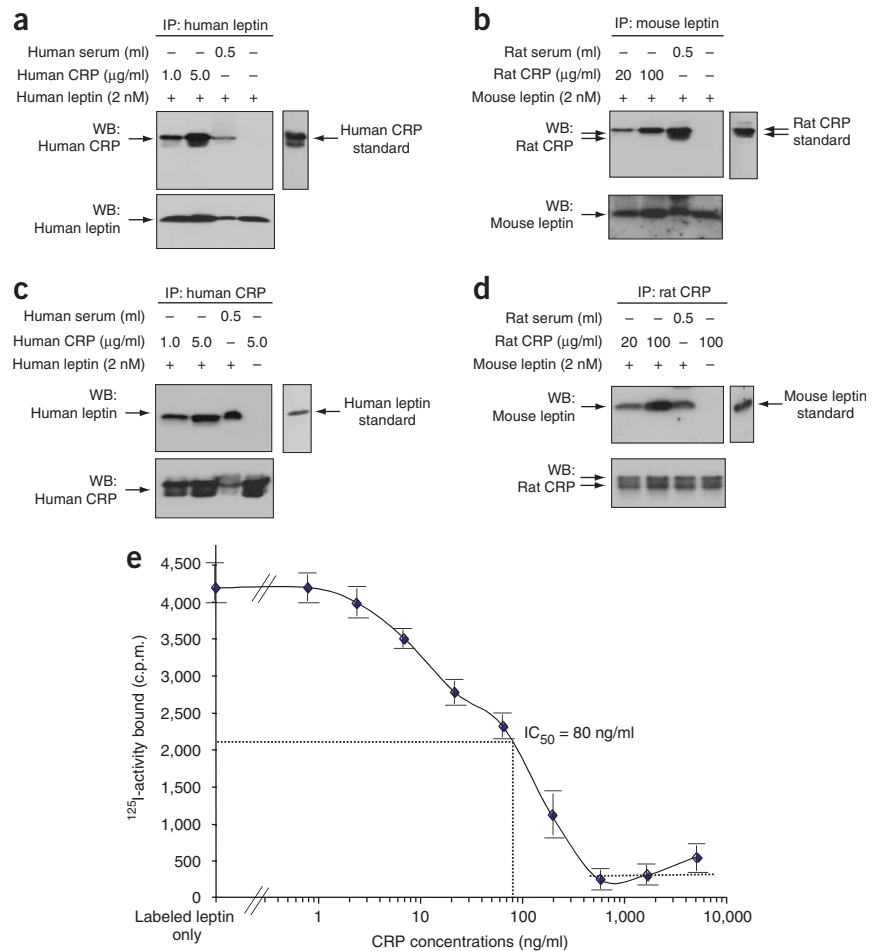 a
IP: human leptin
Human serum (ml) – – 0.5 –
Human CRP (μg/ml) 1.0 5.0 – –
Human leptin (2 nM) + + + +
WB:
Human CRP
Human CRP
standard
WB:
Human leptin
b
IP: mouse leptin
Rat serum (ml) – – 0.5 –
Rat CRP (μg/ml) 20 100 – –
Mouse leptin (2 nM) + + + +
WB:
Rat CRP
Rat CRP
standard
WB:
Mouse leptin
c
IP: human CRP
Human serum (ml) – – 0.5 –
Human CRP (μg/ml) 1.0 5.0 – 5.0
Human leptin (2 nM) + + + –
WB:
Human leptin
Human leptin
standard
WB:
Human CRP
d
IP: rat CRP
Rat serum (ml) – – 0.5 –
Rat CRP (μg/ml) 20 100 – 100
Mouse leptin (2 nM) + + + –
WB:
Mouse leptin
Mouse leptin
standard
WB:
Rat CRP
e
125I-activity bound (c.p.m.)
4,500
4,000
3,500
3,000
2,500
2,000
1,500
1,000
500
0
IC50 = 80 ng/ml
Labeled leptin
only
1 10 100 1,000 10,000
CRP concentrations (ng/ml)